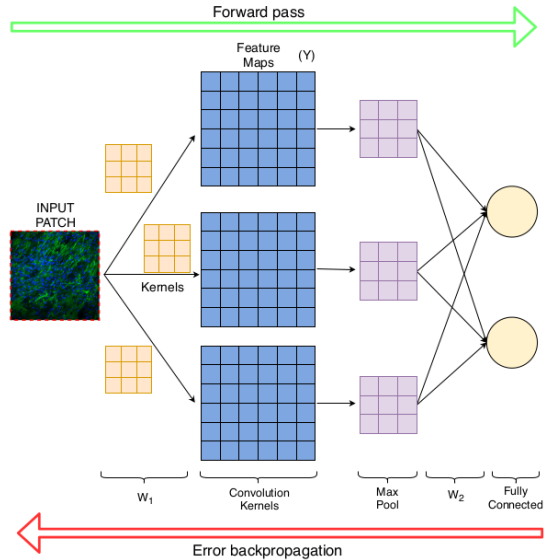 Forward pass
Feature
Maps
(Y)
INPUT
PATCH
Kernels
W1
Convolution
Kernels
Max
Pool
W2
Fully
Connected
Error backpropagation